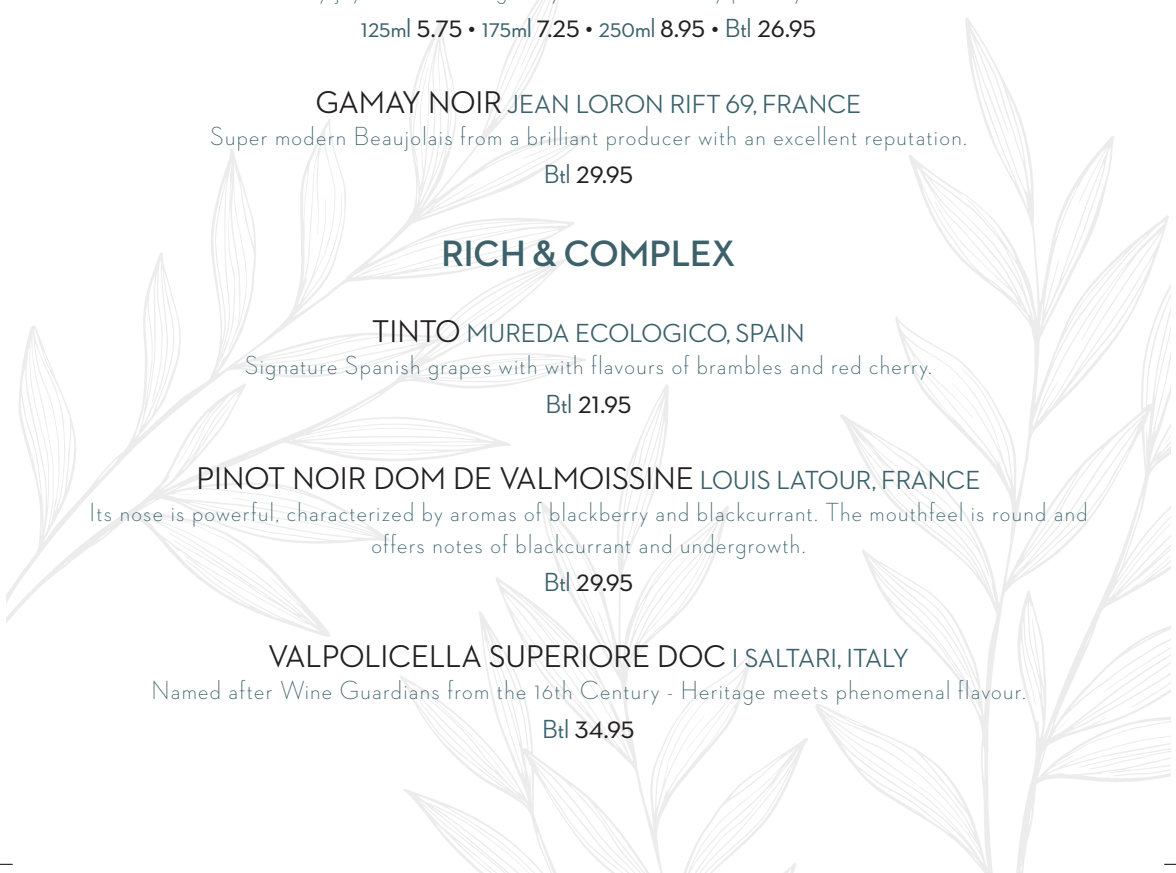 125ml 5.75 • 175ml 7.25 • 250ml 8.95 • Btl 26.95
GAMAY NOIR JEAN LORON RIFT 69, FRANCE
Super modern Beaujolais from a brilliant producer with an excellent reputation.
Btl 29.95
RICH & COMPLEX
TINTO MUREDA ECOLOGICO, SPAIN
Signature Spanish grapes with with flavours of brambles and red cherry.
Btl 21.95
PINOT NOIR DOM DE VALMOISSINE LOUIS LATOUR, FRANCE
Its nose is powerful, characterized by aromas of blackberry and blackcurrant. The mouthfeel is round and
offers notes of blackcurrant and undergrowth.
Btl 29.95
VALPOLICELLA SUPERIORE DOC I SALTARI, ITALY
Named after Wine Guardians from the 16th Century - Heritage meets phenomenal flavour.
Btl 34.95